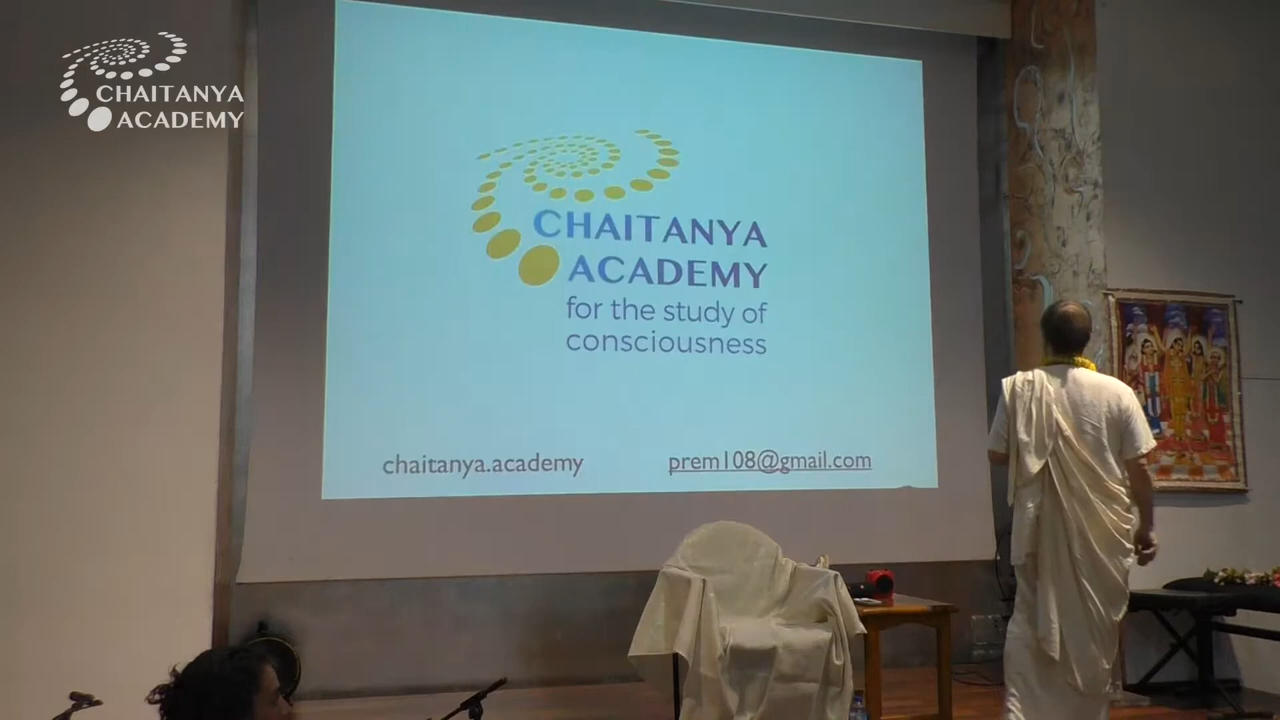 CHAITANYA
ACADEMY
CHAITANYA
ACADEMY
for the study of
consciousness
chaitanya.academy
prem108@gmail.com